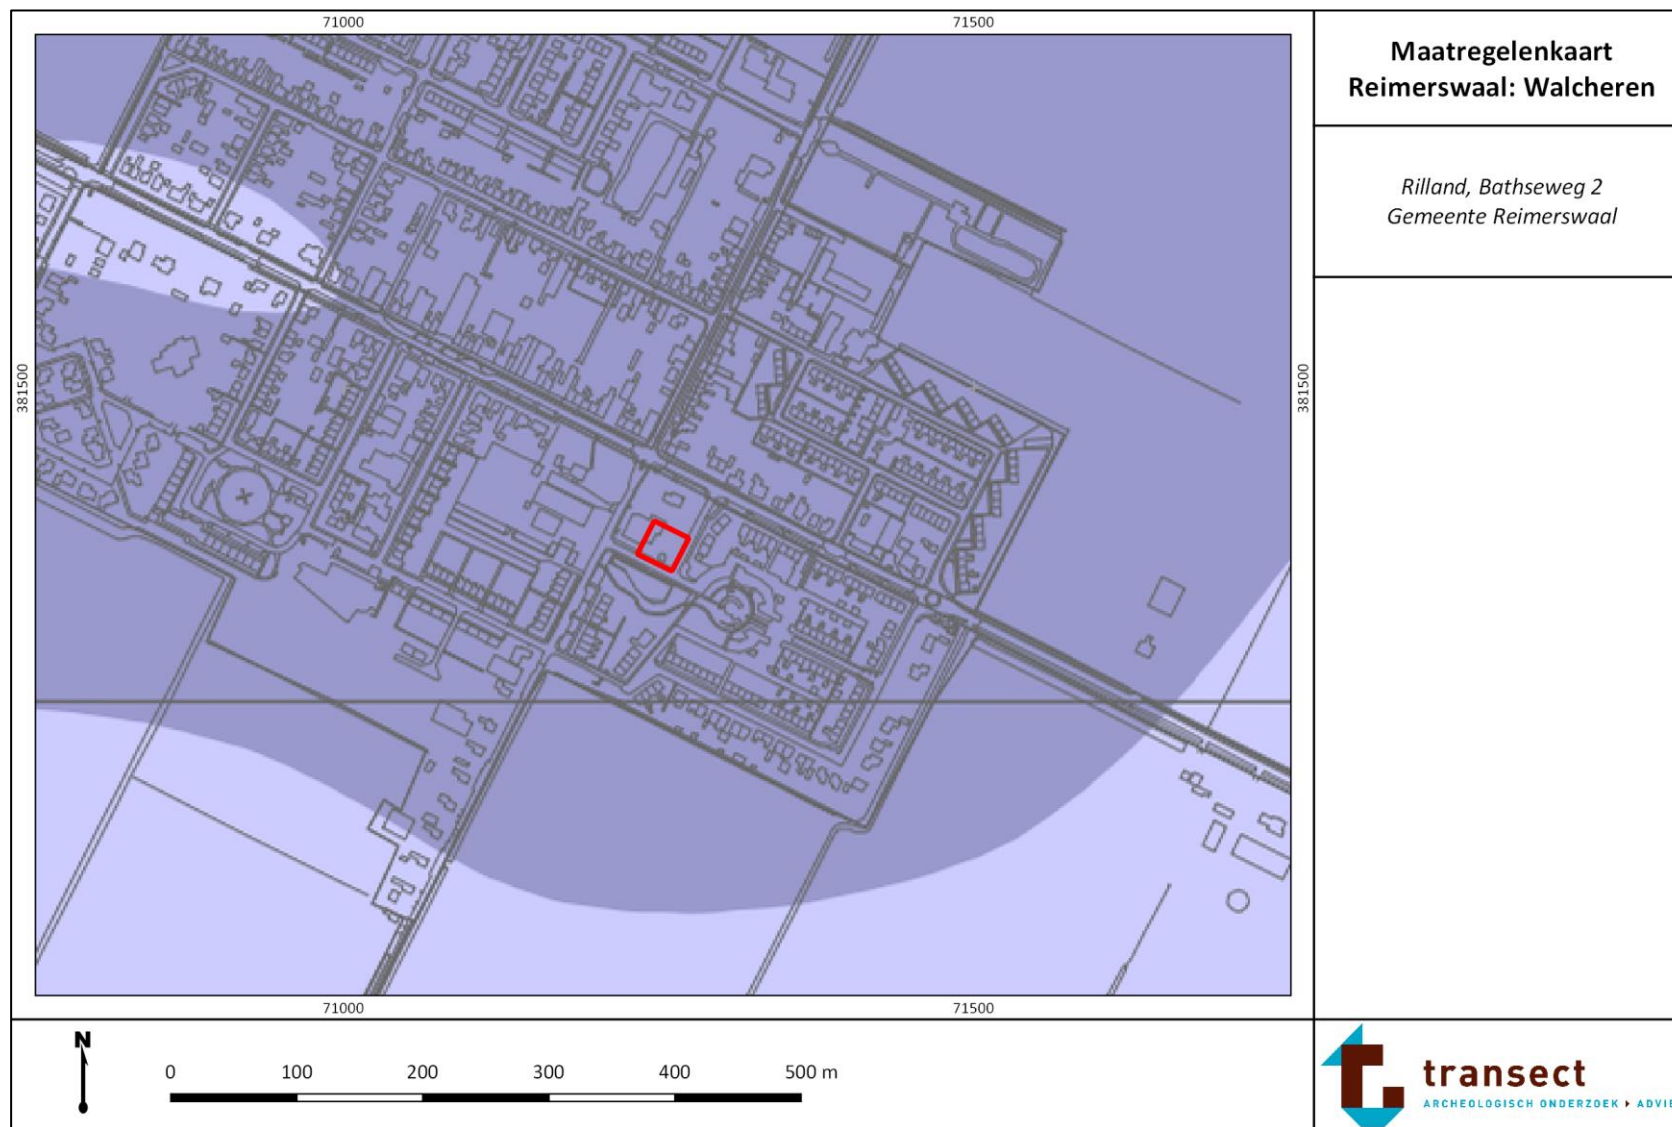 71000
71500
Maatregelenkaart
Reimerswaal: Walcheren
Rilland, Bathseweg 2
Gemeente Reimerswaal
381500
381500
71000
71500
N
0 100 200 300 400 500 m
transect
ARCHEOLOGISCH ONDERZOEK ▸ ADVIE